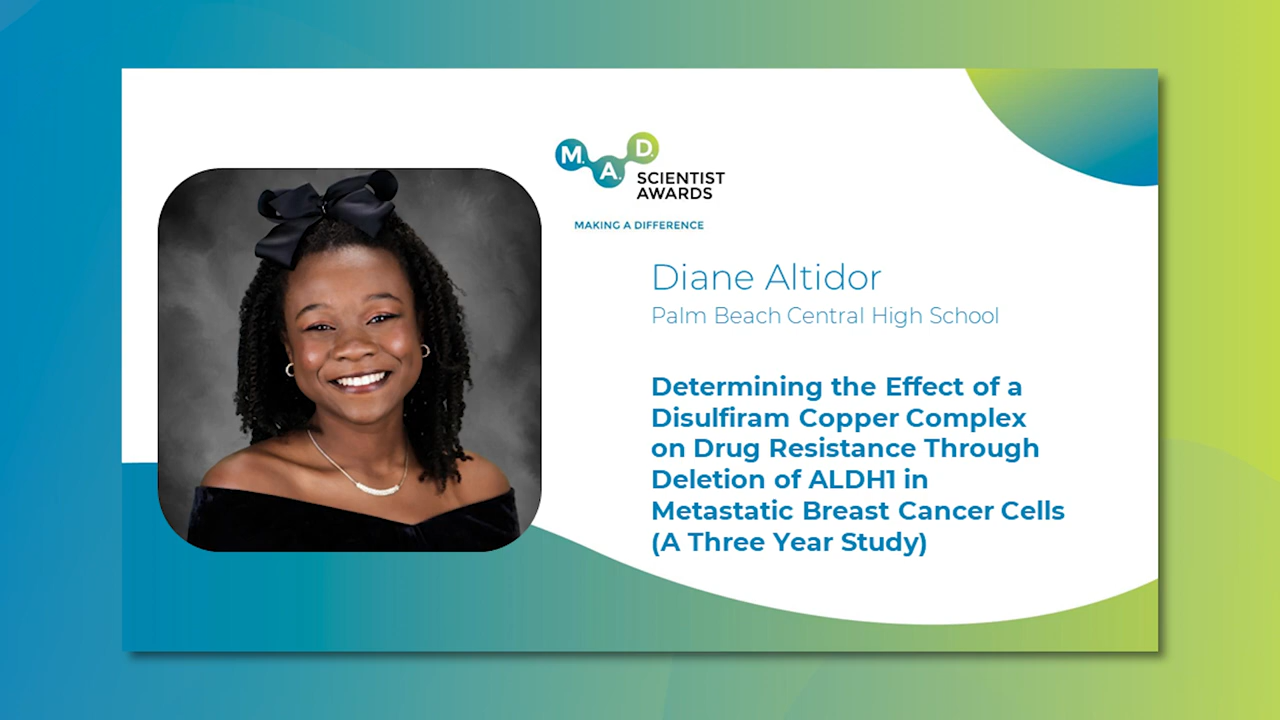 M.
A.
D.
SCIENTIST
AWARDS
MAKING A DIFFERENCE
Diane Altidor
Palm Beach Central High School
Determining the Effect of a
Disulfiram Copper Complex
on Drug Resistance Through
Deletion of ALDH1 in
Metastatic Breast Cancer Cells
(A Three Year Study)